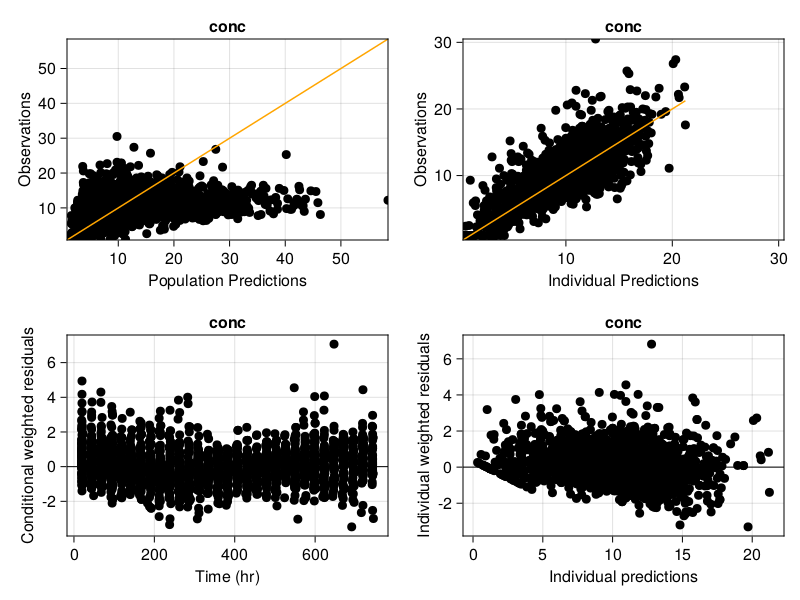 conc
Observations
50
40
30
20
10
10
20
30
40
50
Population Predictions
conc
Observations
30
20
10
10
20
30
Individual Predictions
conc
Conditional weighted residuals
6
4
2
0
-2
0
200
400
600
Time (hr)
conc
Individual weighted residuals
6
4
2
0
-2
0
5
10
15
20
Individual predictions